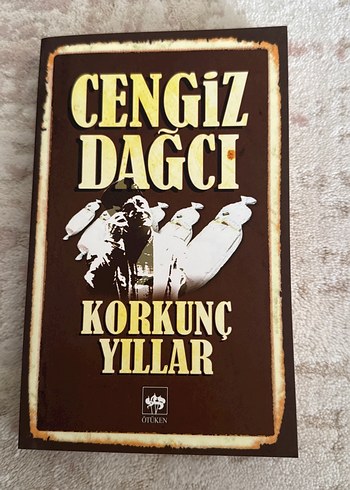 CENGİZ
DAĞCI
KORKUNÇ
YILLAR
ÖTÜKEN